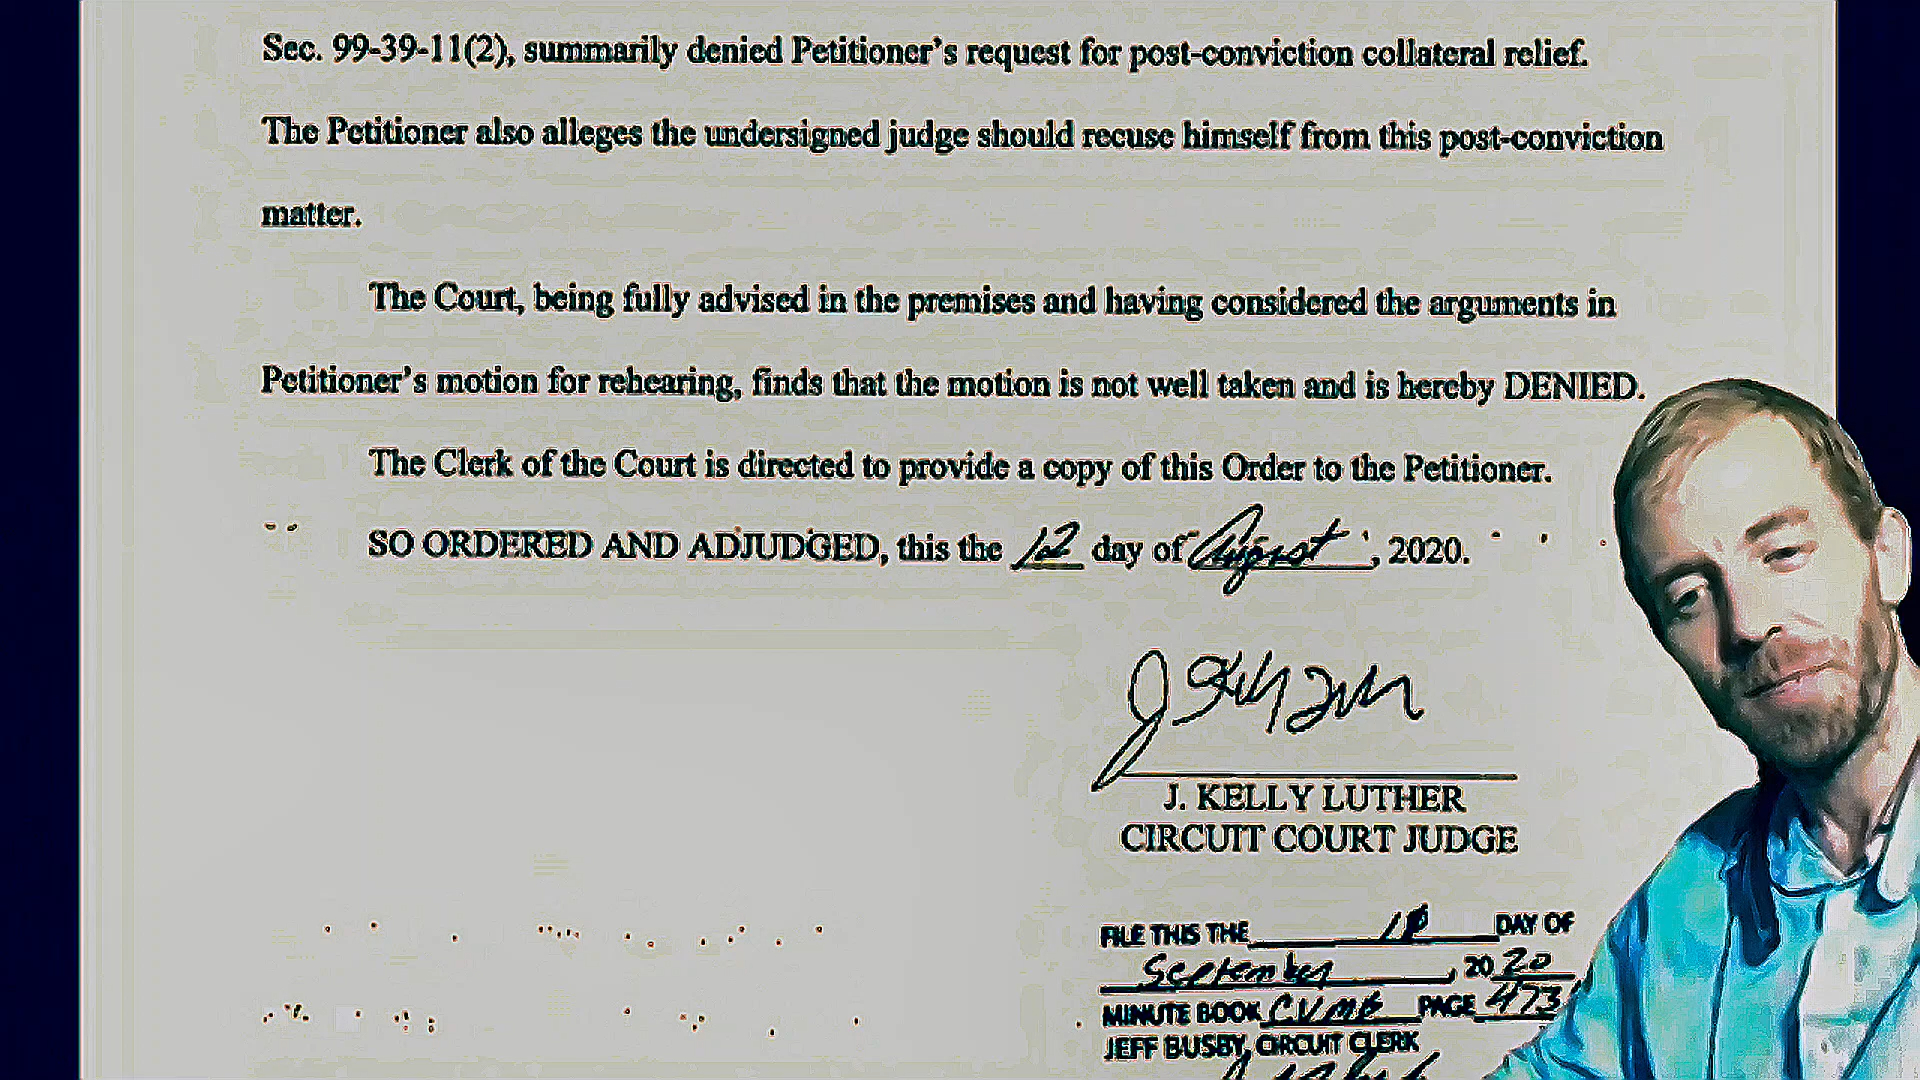 Sec. 99-39-11(2), summarily denied Petitioner's request for post-conviction collateral relief.
The Petitioner also alleges the undersigned judge should recuse himself from this post-conviction
matter.
The Court, being fully advised in the premises and having considered the arguments in
Petitioner's motion for rehearing, finds that the motion is not well taken and is hereby DENIED.
The Clerk of the Court is directed to provide a copy of this Order to the Petitioner.
SO ORDERED AND ADJUDGED, this the 12 day of August, 2020.
J. KELLY LUTHER
CIRCUIT COURT JUDGE
FILE THIS THE DAY OF
September, 2020
MINUTE BOOK CVMB PAGE 473
JEFF BUSBY, CIRCUIT CLERK